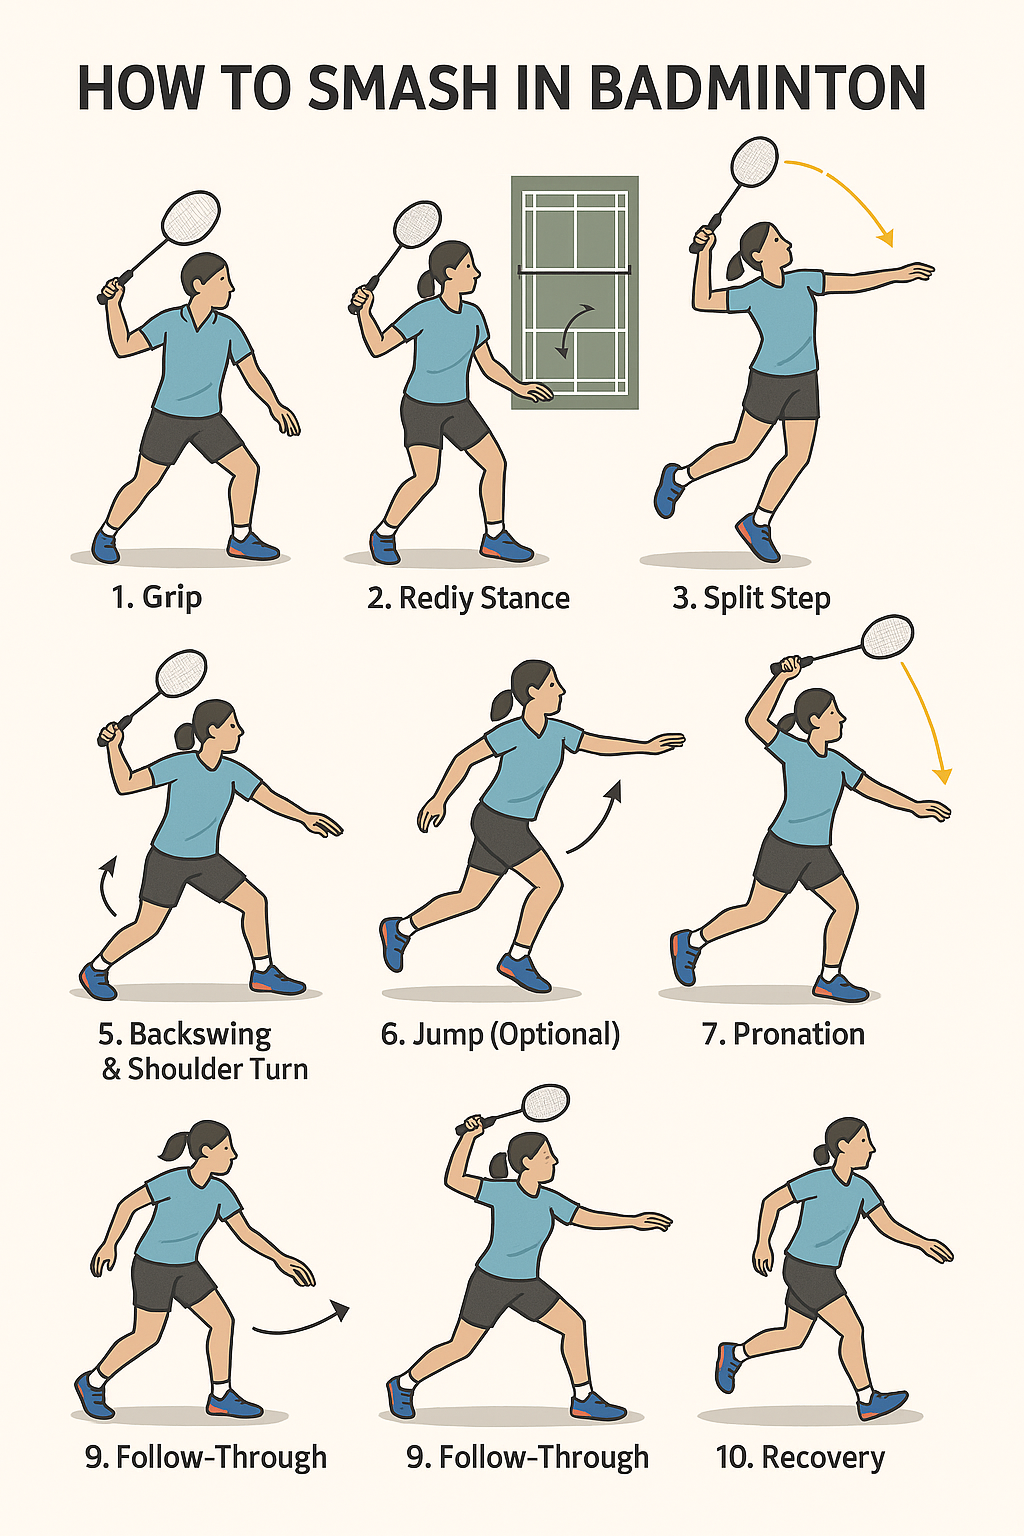 HOW TO SMASH IN BADMINTON
1. Grip
2. Rediy Stance
3. Split Step
5. Backswing
& Shoulder Turn
6. Jump (Optional)
7. Pronation
9. Follow-Through
9. Follow-Through
10. Recovery